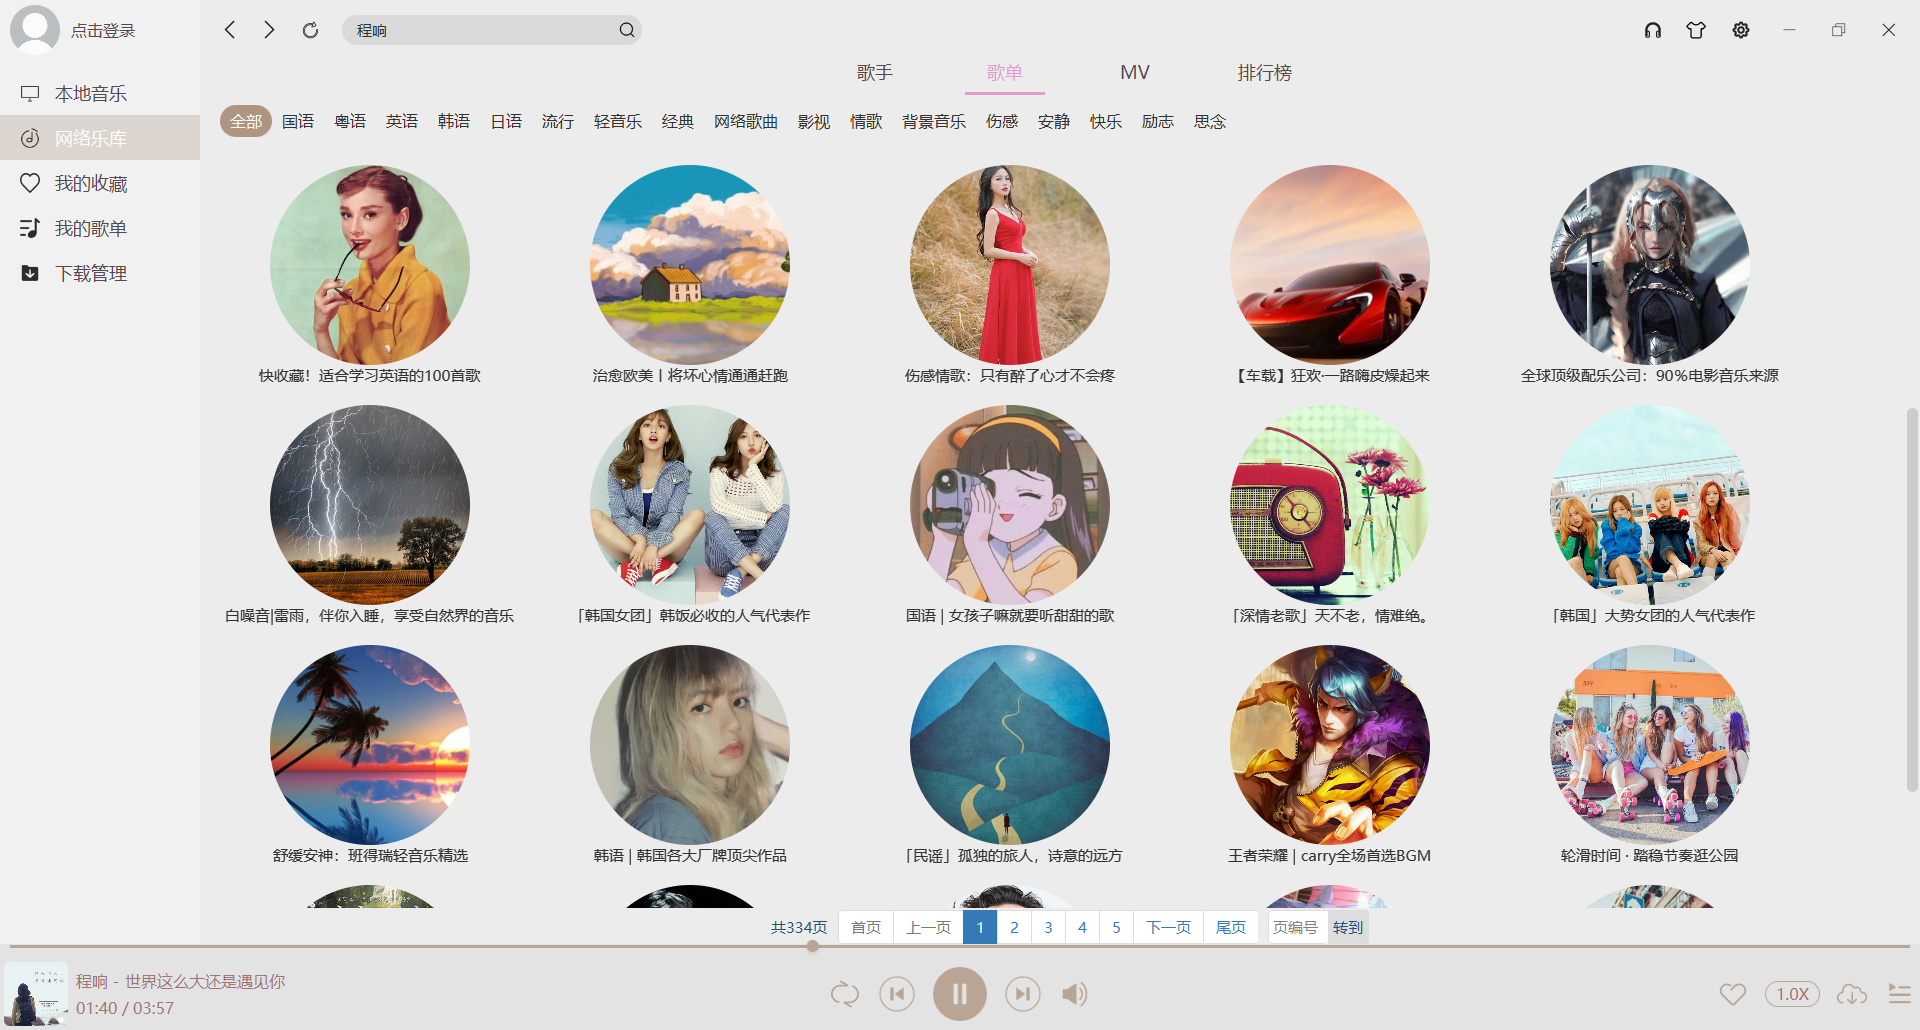 点击登录
程响
本地音乐
网络乐库
我的收藏
我的歌单
下载管理
歌手 歌单 MV 排行榜
全部 国语 粤语 英语 韩语 日语 流行 轻音乐 经典 网络歌曲 影视 情歌 背景音乐 伤感 安静 快乐 励志 思念
快收藏！适合学习英语的100首歌
治愈欧美丨将坏心情通通赶跑
伤感情歌：只有醉了心才不会疼
【车载】狂欢·一路嗨皮燥起来
全球顶级配乐公司：90%电影音乐来源
白噪音|雷雨，伴你入睡，享受自然界的音乐
「韩国女团」韩饭必收的人气代表作
国语 | 女孩子嘛就要听甜甜的歌
「深情老歌」天不老，情难绝。
「韩国」大势女团的人气代表作
舒缓安神：班得瑞轻音乐精选
韩语 | 韩国各大厂牌顶尖作品
「民谣」孤独的旅人，诗意的远方
王者荣耀 | carry全场首选BGM
轮滑时间 · 踏稳节奏逛公园
共334页 首页 上一页 1 2 3 4 5 下一页 尾页 页编号 转到
程响 - 世界这么大还是遇见你
01:40 / 03:57
1.0X